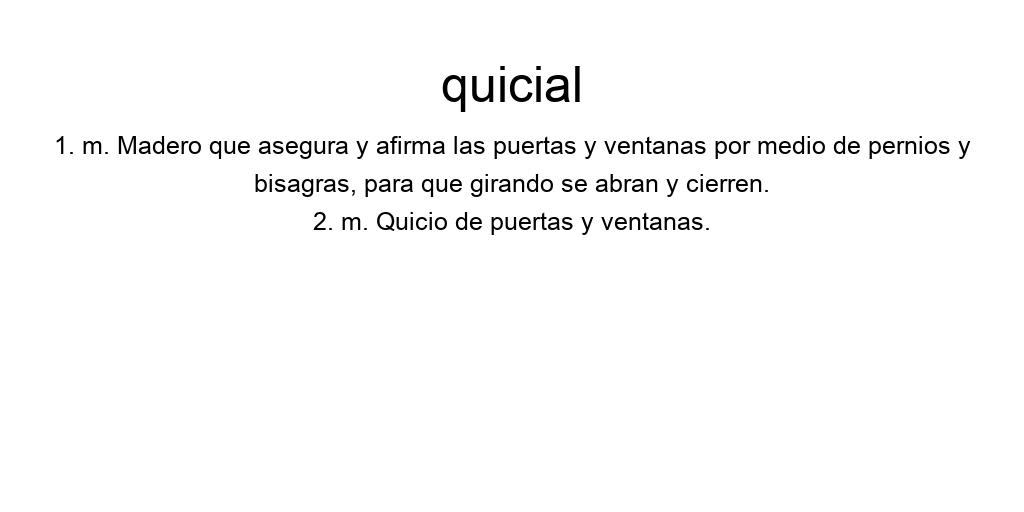 quicial
1. m. Madero que asegura y afirma las puertas y ventanas por medio de pernios y
bisagras, para que girando se abran y cierren.
2. m. Quicio de puertas y ventanas.